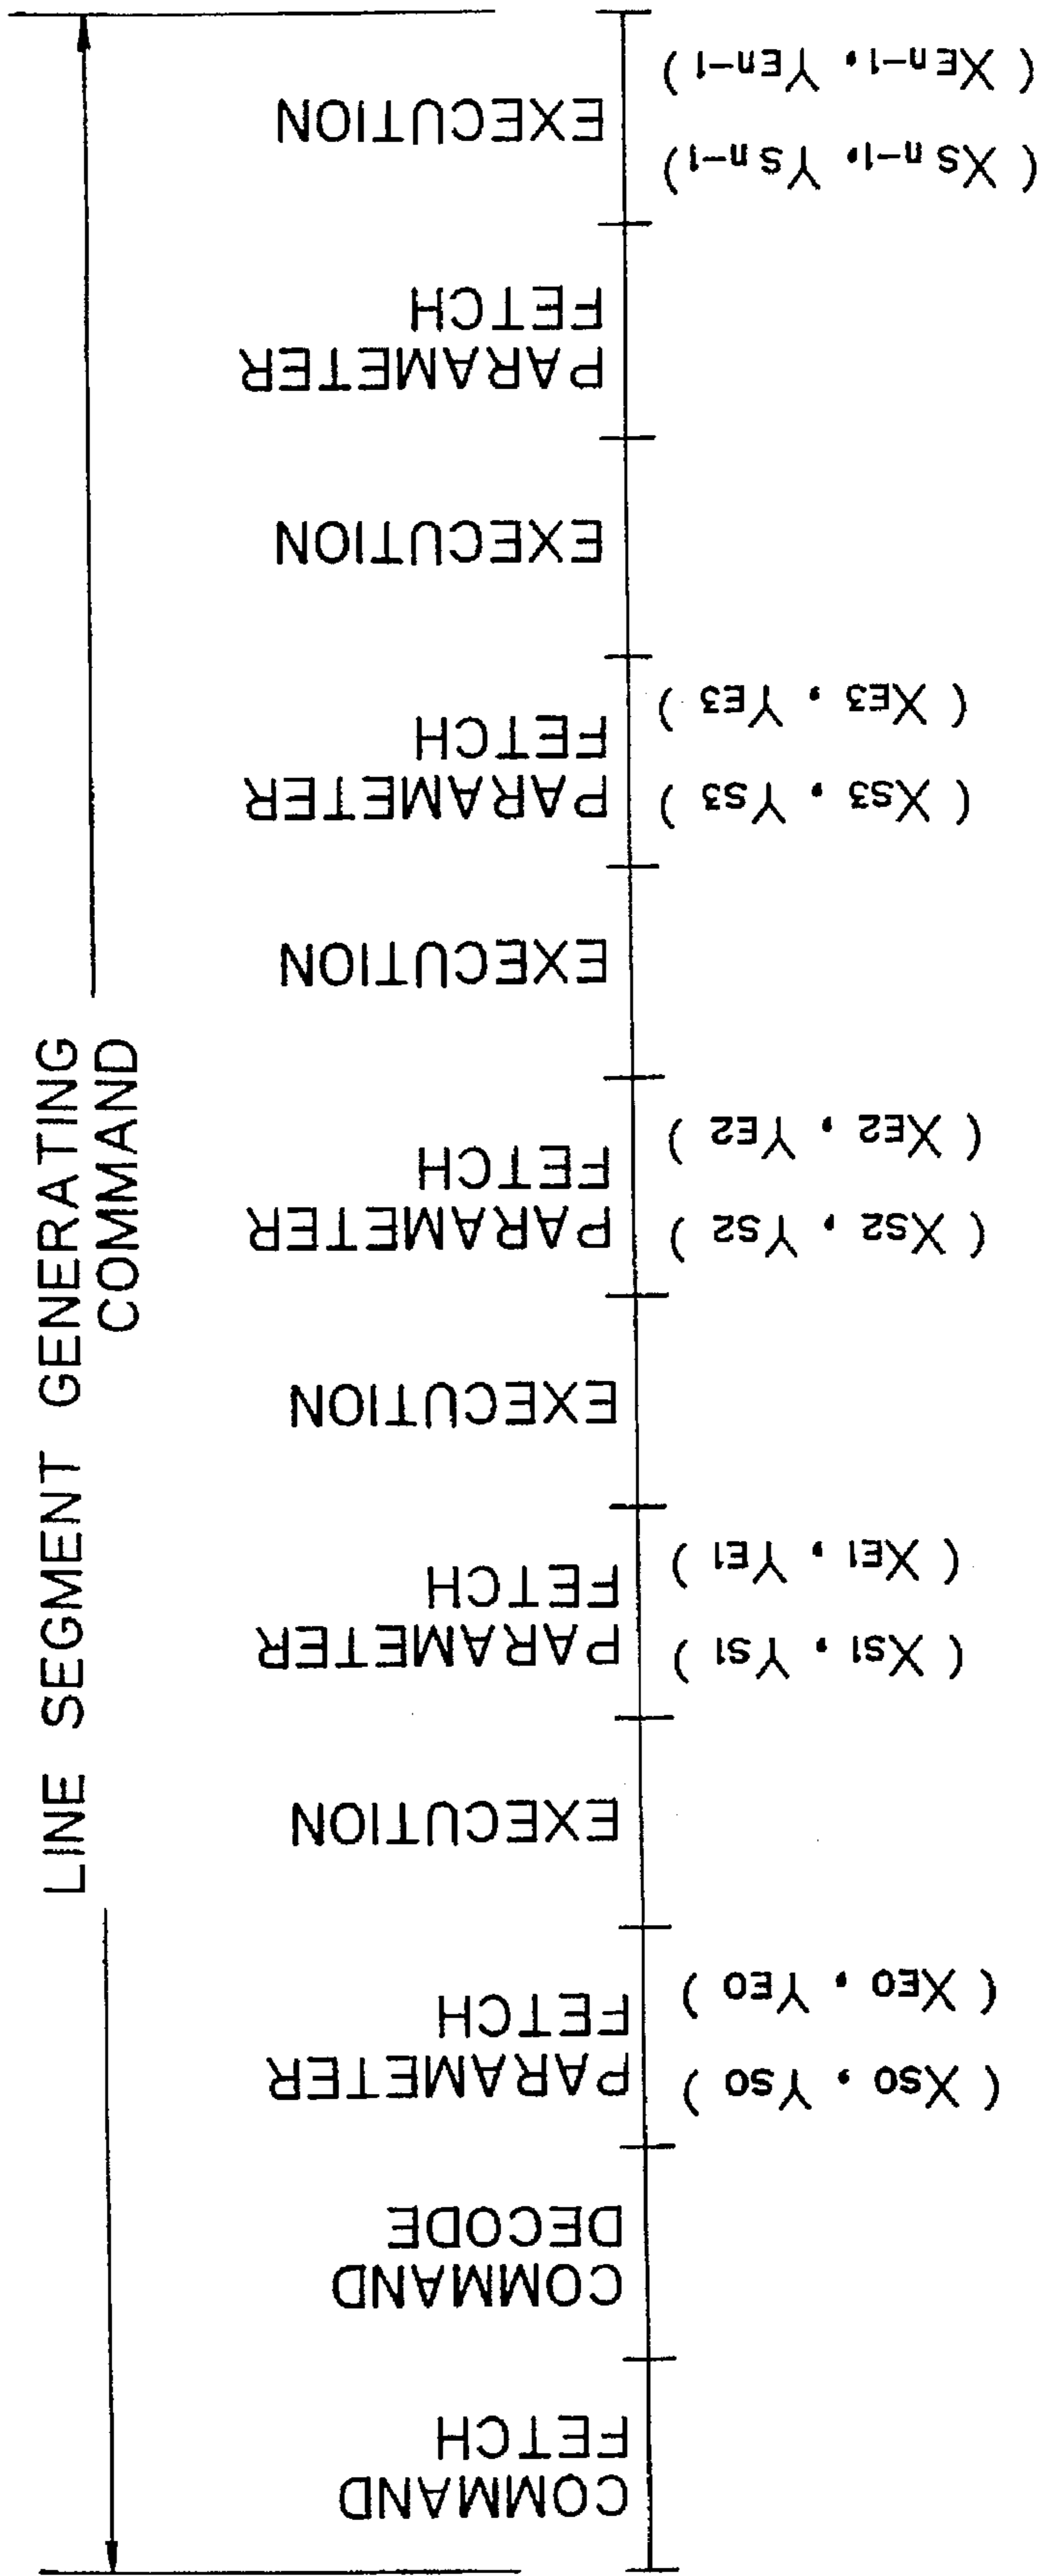 LINE SEGMENT GENERATING
COMMAND
COMMAND
FETCH
COMMAND
DECODE
PARAMETER
FETCH
( XS0 , YS0 )
( XE0 , YE0 )
EXECUTION
PARAMETER
FETCH
( XS1 , YS1 )
( XE1 , YE1 )
EXECUTION
PARAMETER
FETCH
( XS2 , YS2 )
( XE2 , YE2 )
EXECUTION
PARAMETER
FETCH
( XS3 , YS3 )
( XE3 , YE3 )
EXECUTION
PARAMETER
FETCH
EXECUTION
( XS n-1, YS n-1)
( XEn-1, YEn-1)